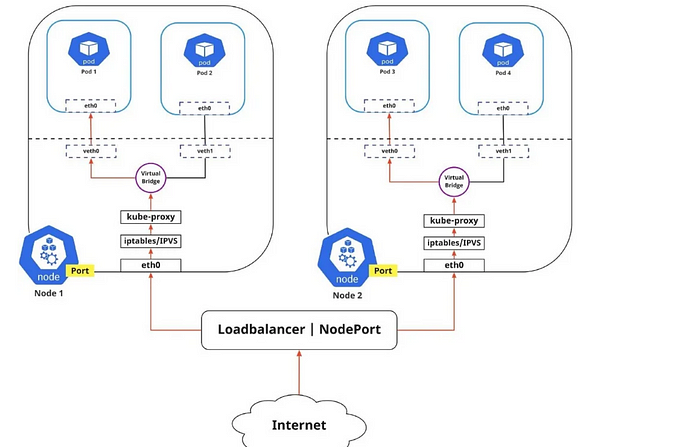 pod
Pod 1
eth0
pod
Pod 2
eth0
veth0
veth1
Virtual
Bridge
kube-proxy
iptables/IPVS
eth0
node
Port
Node 1
pod
Pod 3
eth0
pod
Pod 4
eth0
veth0
veth1
Virtual
Bridge
kube-proxy
iptables/IPVS
eth0
node
Port
Node 2
Loadbalancer | NodePort
Internet